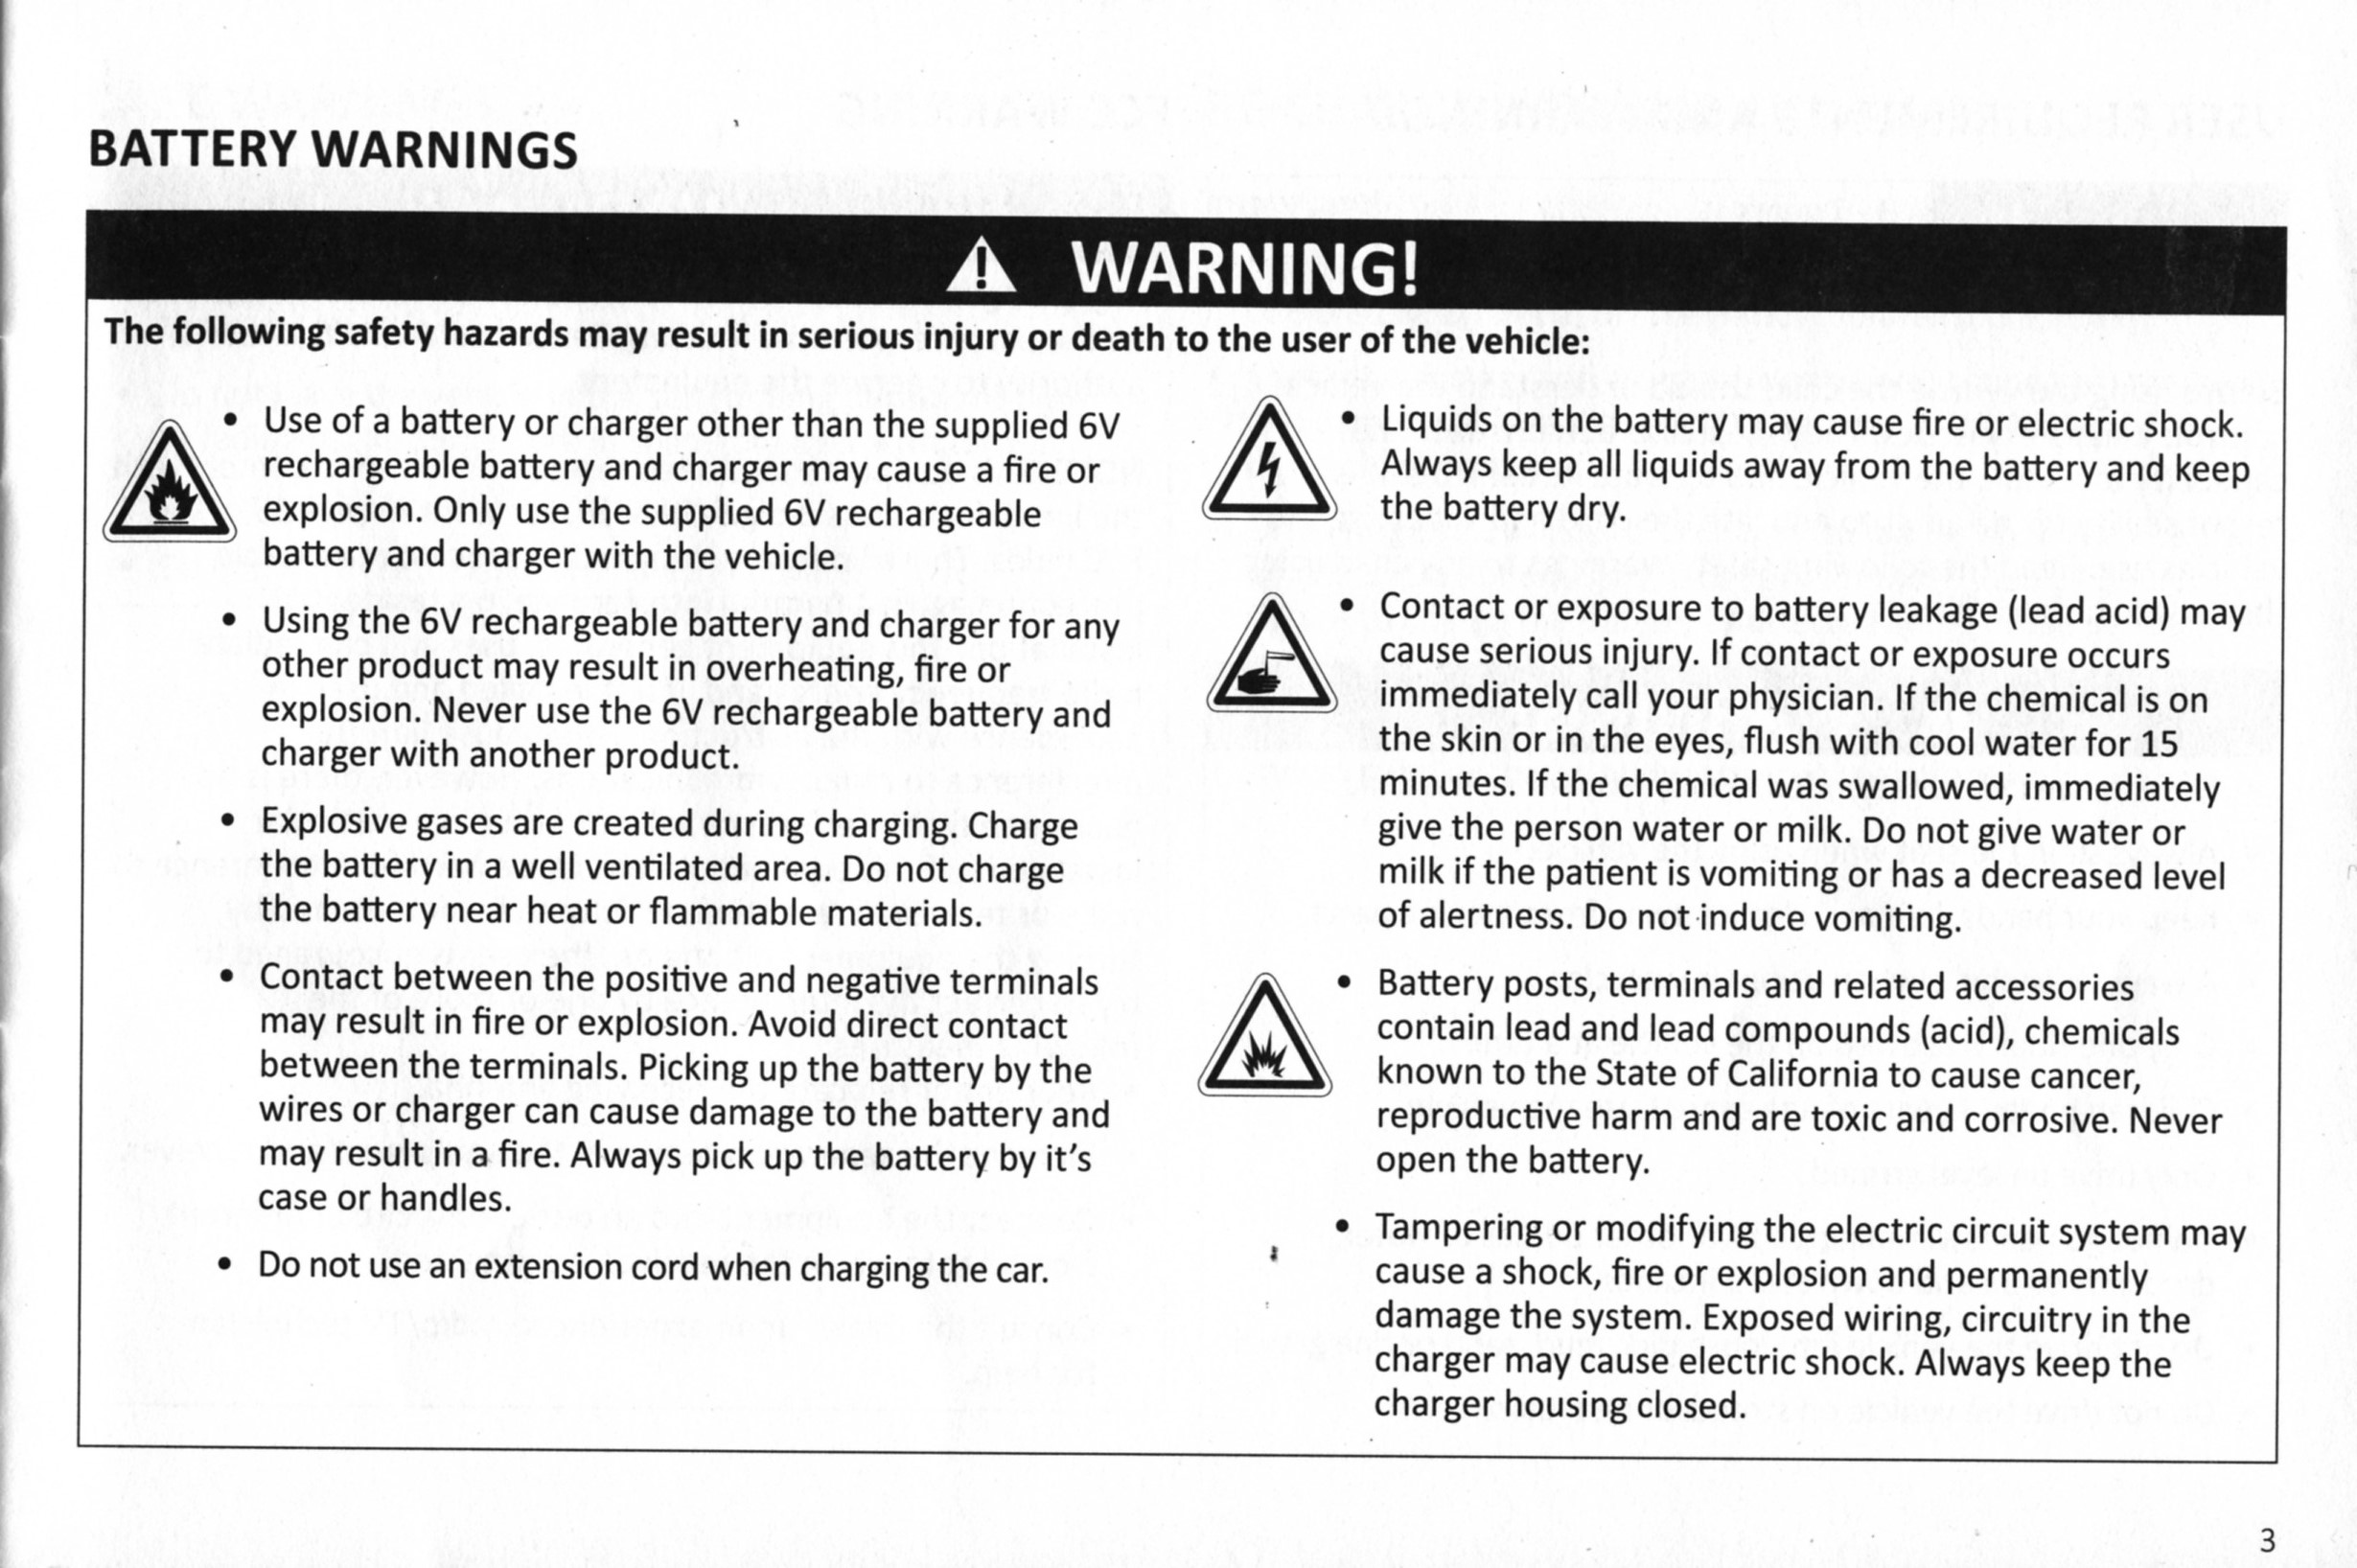 BATTERY WARNINGS
WARNING!
The following safety hazards may result in serious injury or death to the user of the vehicle:
• Use of a battery or charger other than the supplied 6V
rechargeable battery and charger may cause a fire or
explosion. Only use the supplied 6V rechargeable
battery and charger with the vehicle.
• Using the 6V rechargeable battery and charger for any
other product may result in overheating, fire or
explosion. Never use the 6V rechargeable battery and
charger with another product.
• Explosive gases are created during charging. Charge
the battery in a well ventilated area. Do not charge
the battery near heat or flammable materials.
• Contact between the positive and negative terminals
may result in fire or explosion. Avoid direct contact
between the terminals. Picking up the battery by the
wires or charger can cause damage to the battery and
may result in a fire. Always pick up the battery by it's
case or handles.
• Do not use an extension cord when charging the car.
• Liquids on the battery may cause fire or electric shock.
Always keep all liquids away from the battery and keep
the battery dry.
• Contact or exposure to battery leakage (lead acid) may
cause serious injury. If contact or exposure occurs
immediately call your physician. If the chemical is on
the skin or in the eyes, flush with cool water for 15
minutes. If the chemical was swallowed, immediately
give the person water or milk. Do not give water or
milk if the patient is vomiting or has a decreased level
of alertness. Do not induce vomiting.
• Battery posts, terminals and related accessories
contain lead and lead compounds (acid), chemicals
known to the State of California to cause cancer,
reproductive harm and are toxic and corrosive. Never
open the battery.
• Tampering or modifying the electric circuit system may
cause a shock, fire or explosion and permanently
damage the system. Exposed wiring, circuitry in the
charger may cause electric shock. Always keep the
charger housing closed.
3